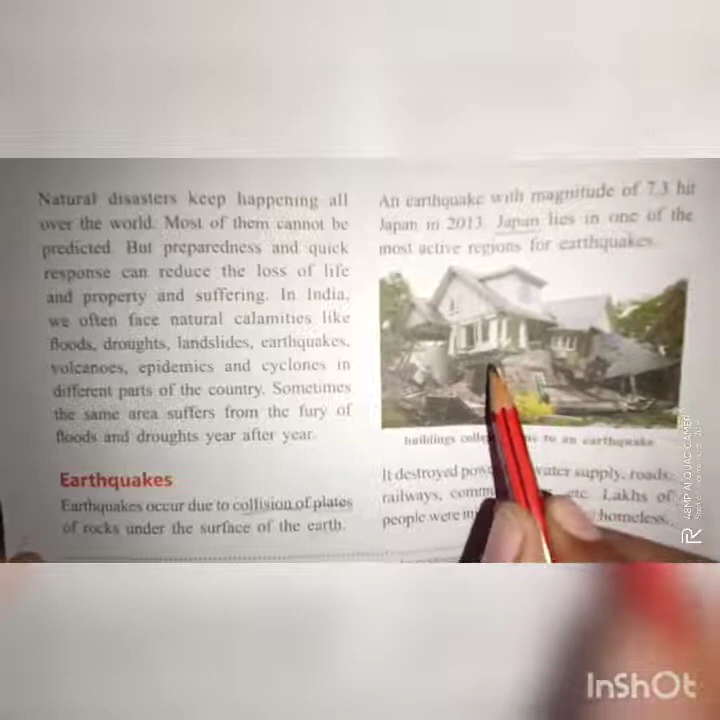 Natural disasters keep happening all
over the world. Most of them cannot be
predicted. But preparedness and quick
response can reduce the loss of life
and property and suffering. In India,
we often face natural calamities like
floods, droughts, landslides, earthquakes,
volcanoes, epidemics and cyclones in
different parts of the country. Sometimes
the same area suffers from the fury of
floods and droughts year after year.
Earthquakes
Earthquakes occur due to collision of plates
of rocks under the surface of the earth.
An earthquake with magnitude of 7.3 hit
Japan in 2013. Japan lies in one of the
most active regions for earthquakes.
buildings to an earthquake
It destroyed water supply, roads,
railways, etc. Lakhs of
people were homeless.
48MP AI QUAD CAMERA
InShOt